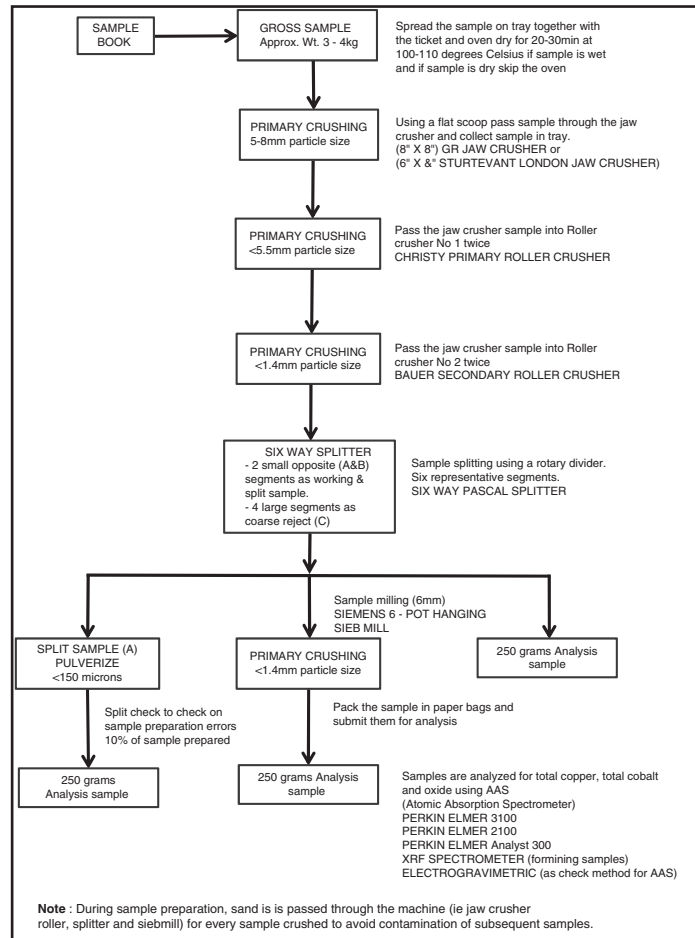 SAMPLE
BOOK
GROSS SAMPLE
Approx. Wt. 3 - 4kg
Spread the sample on tray together with
the ticket and oven dry for 20-30min at
100-110 degrees Celsius if sample is wet
and if sample is dry skip the oven
PRIMARY CRUSHING
5-8mm particle size
Using a flat scoop pass sample through the jaw
crusher and collect sample in tray.
(8" X 8") GR JAW CRUSHER or
(6" X &" STURTEVANT LONDON JAW CRUSHER)
PRIMARY CRUSHING
<5.5mm particle size
Pass the jaw crusher sample into Roller
crusher No 1 twice
CHRISTY PRIMARY ROLLER CRUSHER
PRIMARY CRUSHING
<1.4mm particle size
Pass the jaw crusher sample into Roller
crusher No 2 twice
BAUER SECONDARY ROLLER CRUSHER
SIX WAY SPLITTER
- 2 small opposite (A&B)
segments as working &
split sample.
- 4 large segments as
coarse reject (C)
Sample splitting using a rotary divider.
Six representative segments.
SIX WAY PASCAL SPLITTER
Sample milling (6mm)
SIEMENS 6 - POT HANGING
SIEB MILL
SPLIT SAMPLE (A)
PULVERIZE
<150 microns
PRIMARY CRUSHING
<1.4mm particle size
250 grams Analysis
sample
Split check to check on
sample preparation errors
10% of sample prepared
Pack the sample in paper bags and
submit them for analysis
250 grams
Analysis sample
250 grams Analysis
sample
Samples are analyzed for total copper, total cobalt
and oxide using AAS
(Atomic Absorption Spectrometer)
PERKIN ELMER 3100
PERKIN ELMER 2100
PERKIN ELMER Analyst 300
XRF SPECTROMETER (formining samples)
ELECTROGRAVIMETRIC (as check method for AAS)
Note : During sample preparation, sand is is passed through the machine (ie jaw crusher
roller, splitter and siebmill) for every sample crushed to avoid contamination of subsequent samples.